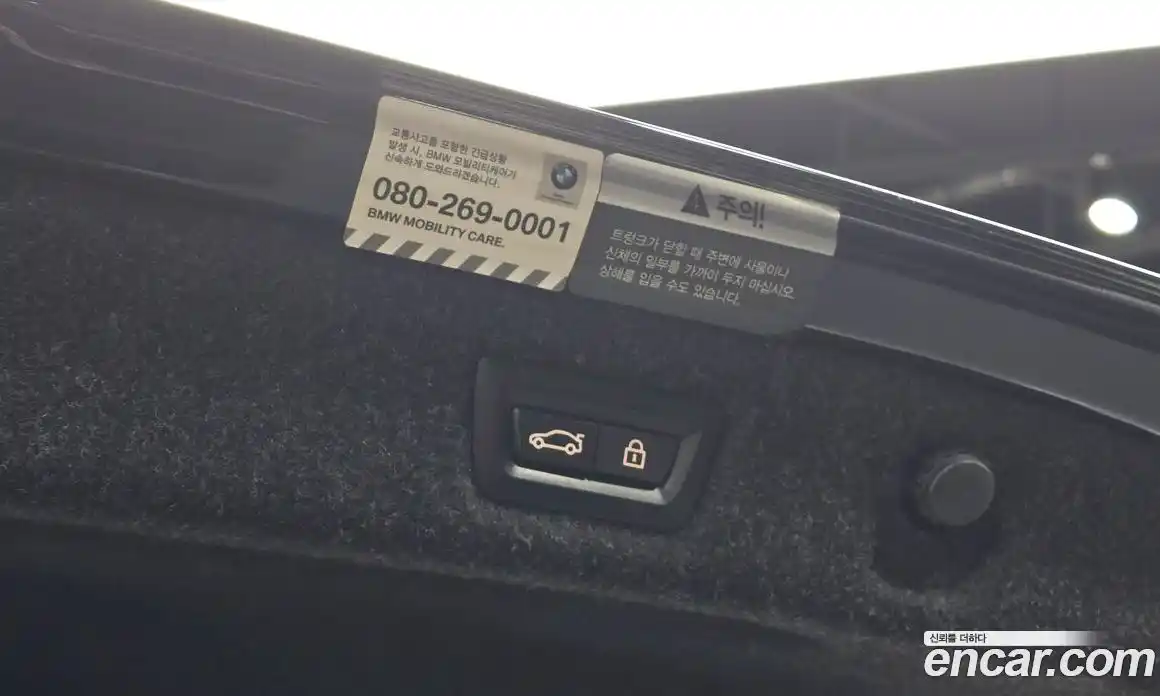 교통사고를 포함한 긴급상황
발생 시, BMW 모빌리티케어가
신속하게 도와드리겠습니다.
080-269-0001
BMW MOBILITY CARE.
주의!
트렁크가 닫힐 때 주변에 사물이나
신체의 일부를 가까이 두지 마십시오.
상해를 입을 수도 있습니다.
신뢰를 더하다
encar.com